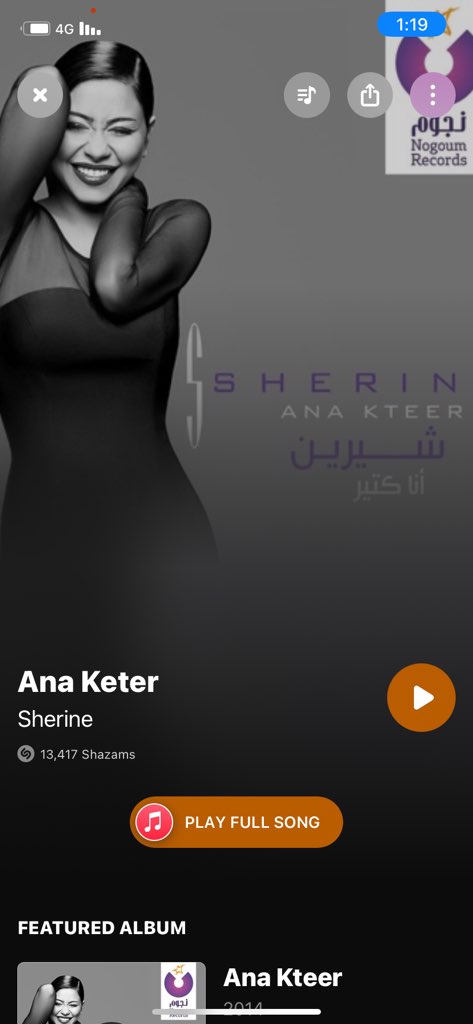 4G
1:19
نجوم
Nogoum
Records
S SHERIN
ANA KTEER
شيرين
أنا كتير
Ana Keter
Sherine
13,417 Shazams
PLAY FULL SONG
FEATURED ALBUM
نجوم
Ana Kteer
2014